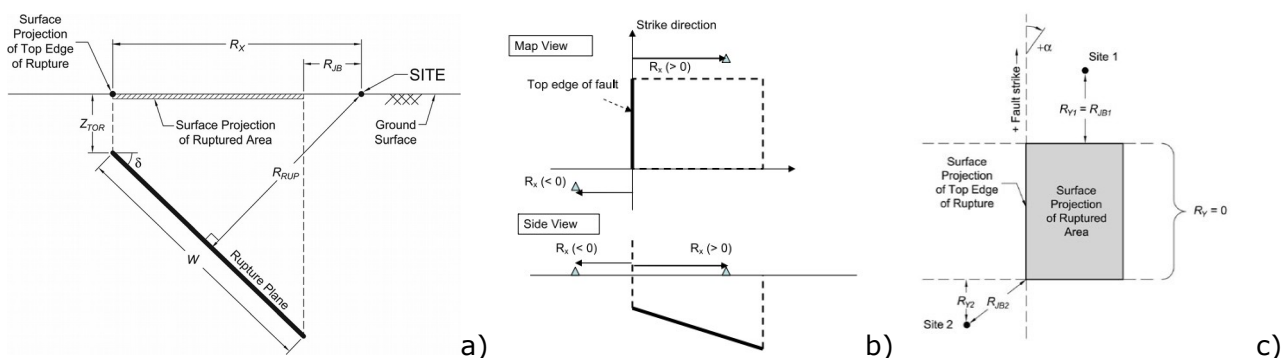 Surface
Projection
of Top Edge
of Rupture
R_X
R_JB
SITE
Z_TOR
Surface Projection
of Ruptured Area
Ground
Surface
δ
R_RUP
W
Rupture Plane
a)
Strike direction
Map View
R_x (> 0)
Top edge of fault
R_x (< 0)
Side View
R_x (< 0)
R_x (>0)
b)
+α
Site 1
+ Fault strike
R_Y1 = R_JB1
Surface
Projection
of Top Edge
of Rupture
Surface
Projection
of Ruptured
Area
R_Y = 0
R_Y2
R_JB2
Site 2
c)